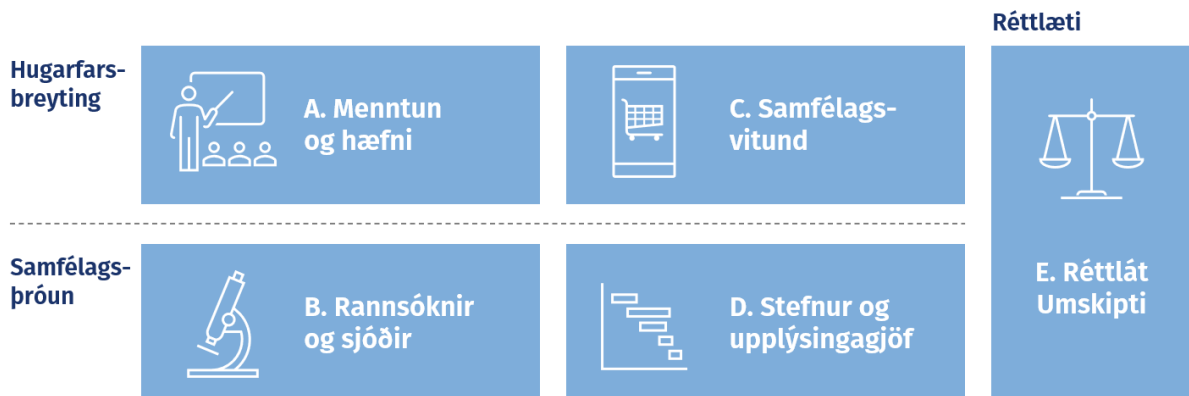 Réttlæti
Hugarfars-
breyting
A. Menntun
og hæfni
C. Samfélags-
vitund
Samfélags-
þróun
B. Rannsóknir
og sjóðir
D. Stefnur og
upplýsingagjöf
E. Réttlát
Umskipti